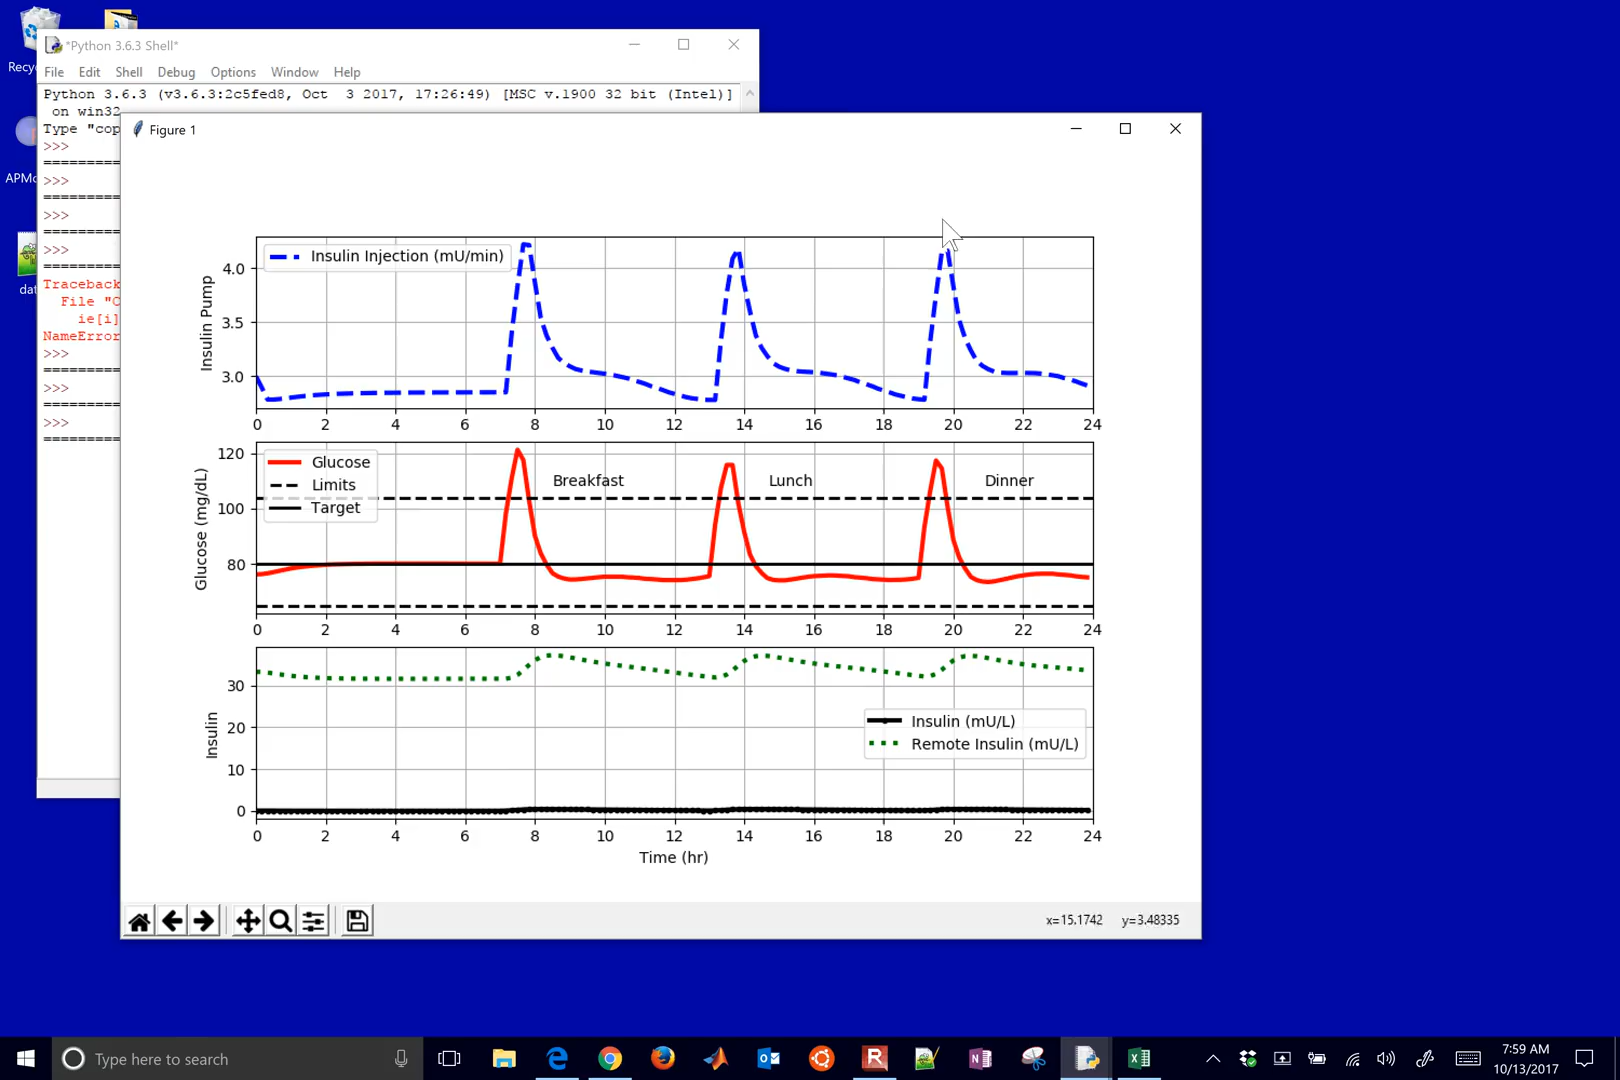 Recyc
*Python 3.6.3 Shell*
File Edit Shell Debug Options Window Help
Python 3.6.3 (v3.6.3:2c5fed8, Oct  3 2017, 17:26:49) [MSC v.1900 32 bit (Intel)]
on win32
Type "cop
>>>
==========
>>>
==========
>>>
==========
>>>
==========
Traceback
File "C
ie[i]
NameError
>>>
==========
>>>
==========
>>>
==========
APMo
dat
Figure 1
Insulin Injection (mU/min)
4.0
3.5
3.0
Insulin Pump
0 2 4 6 8 10 12 14 16 18 20 22 24
Glucose
Limits
Target
Breakfast Lunch Dinner
120
100
80
Glucose (mg/dL)
0 2 4 6 8 10 12 14 16 18 20 22 24
30
20
10
0
Insulin
Insulin (mU/L)
Remote Insulin (mU/L)
0 2 4 6 8 10 12 14 16 18 20 22 24
Time (hr)
x=15.1742 y=3.48335
Type here to search
7:59 AM
10/13/2017